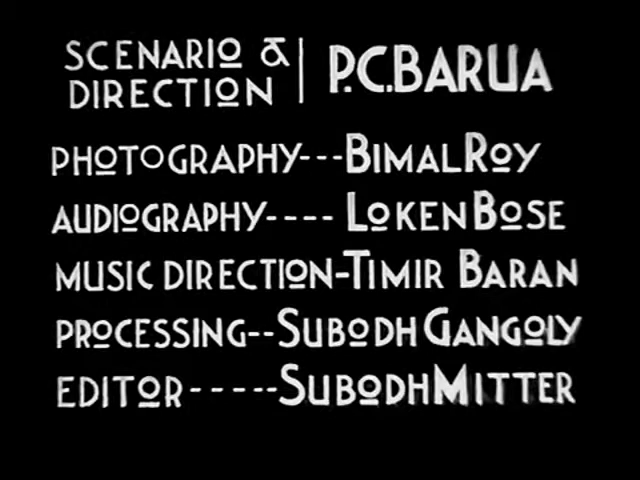 SCENARIO &
DIRECTION | P.C.BARUA
PHOTOGRAPHY---BIMAL ROY
AUDIOGRAPHY---- LOKEN BOSE
MUSIC DIRECTION-TIMIR BARAN
PROCESSING--SUBODH GANGOLY
EDITOR-----SUBODH MITTER